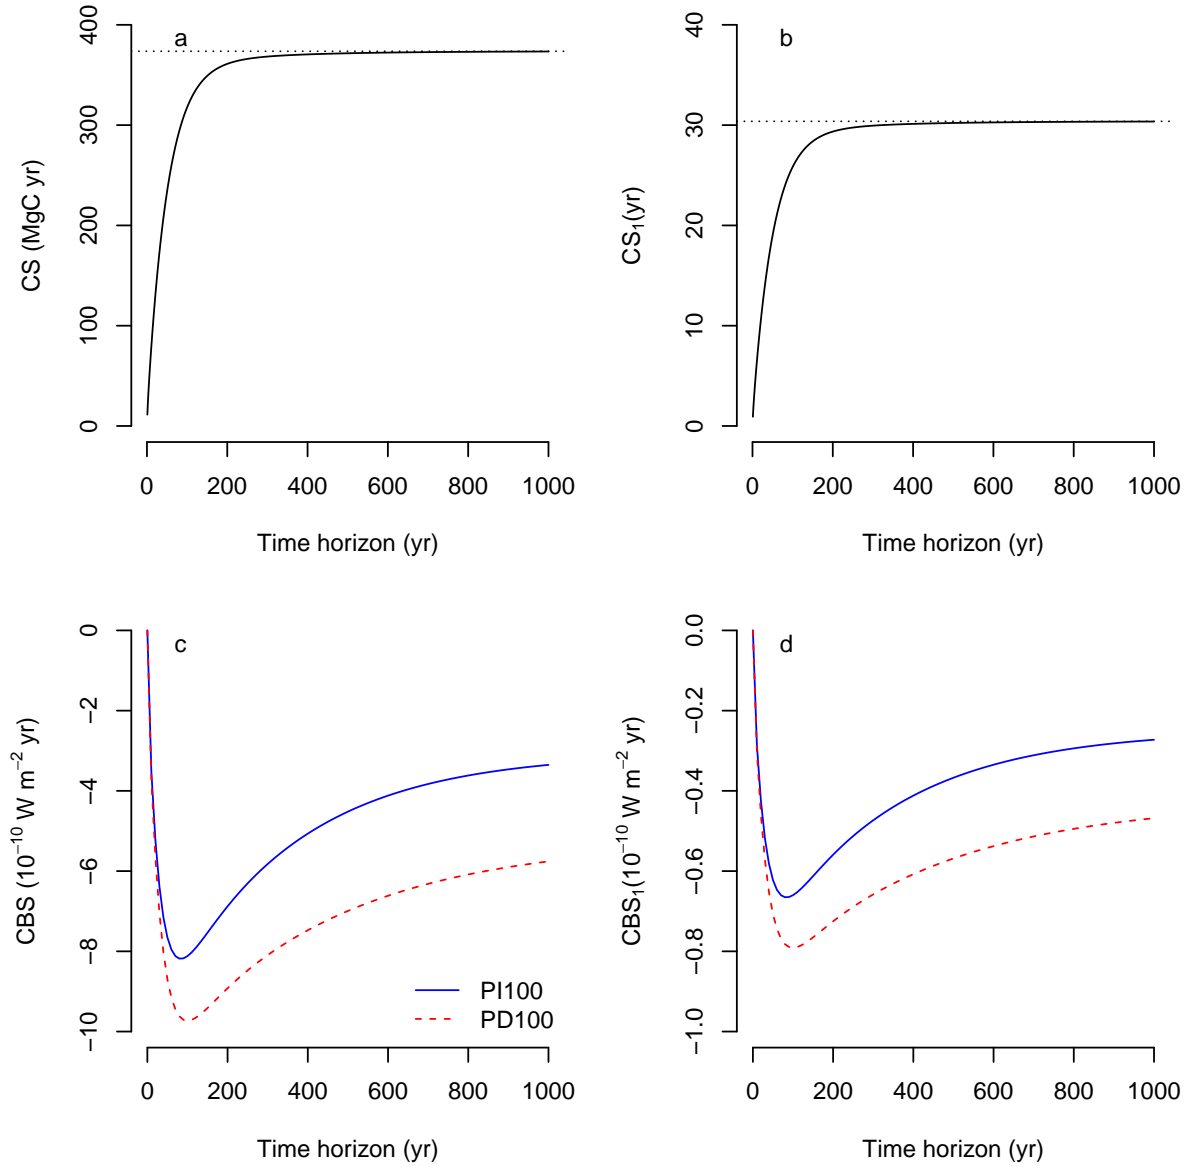 a
CS (MgC yr)
0 100 200 300 400
0 200 400 600 800 1000
Time horizon (yr)
b
CS₁(yr)
0 10 20 30 40
0 200 400 600 800 1000
Time horizon (yr)
c
CBS (10⁻¹⁰ W m⁻² yr)
−10 −8 −6 −4 −2 0
PI100
PD100
0 200 400 600 800 1000
Time horizon (yr)
d
CBS₁(10⁻¹⁰ W m⁻² yr)
−1.0 −0.8 −0.6 −0.4 −0.2 0.0
0 200 400 600 800 1000
Time horizon (yr)